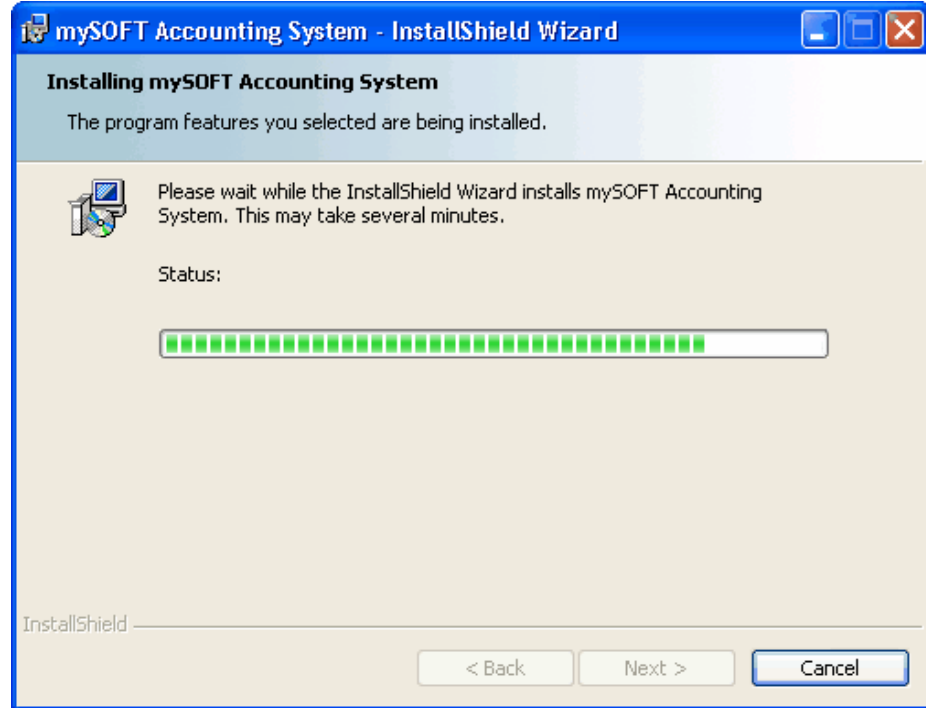 mySOFT Accounting System - InstallShield Wizard
Installing mySOFT Accounting System
The program features you selected are being installed.
Please wait while the InstallShield Wizard installs mySOFT Accounting
System. This may take several minutes.
Status:
InstallShield
< Back Next > Cancel